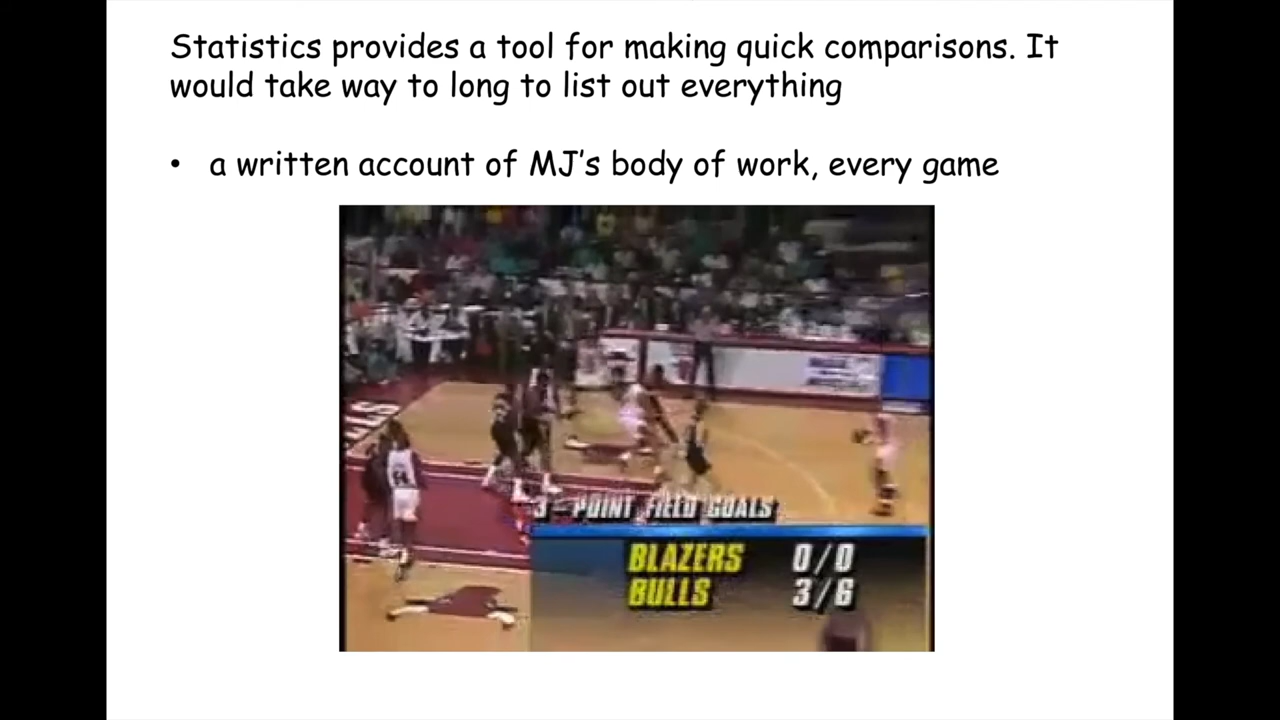 Statistics provides a tool for making quick comparisons. It
would take way to long to list out everything
• a written account of MJ’s body of work, every game
3 - POINT FIELD GOALS
BLAZERS 0/0
BULLS 3/6